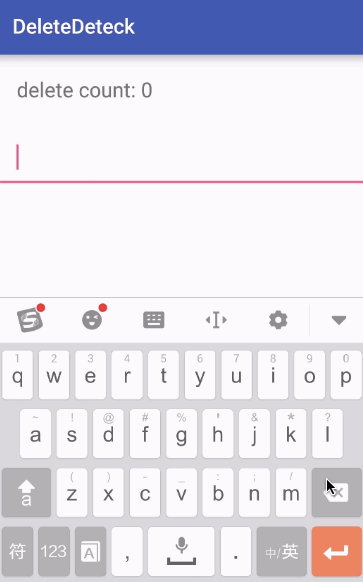 DeleteDeteck
delete count: 0
1 2 3 4 5 6 7 8 9 0
q w e r t y u i o p
~ ! @ # % ' & * ?
a s d f g h j k l
( ) - _ : ; /
a z x c v b n m
符 123 A , . 中/英